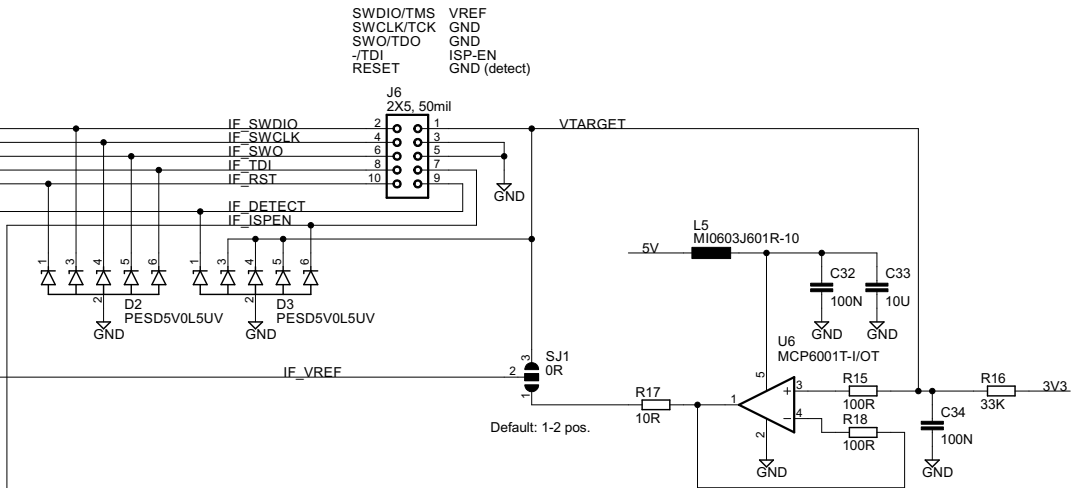 SWDIO/TMS VREF
SWCLK/TCK GND
SWO/TDO GND
-/TDI ISP-EN
RESET GND (detect)
J6
2X5, 50mil
IF_SWDIO 2 1 VTARGET
IF_SWCLK 4 3
IF_SWO 6 5
IF_TDI 8 7
IF_RST 10 9
GND
IF_DETECT
IF_ISPEN
L5
MI0603J601R-10
5V
1 3 4 5 6 1 3 4 5 6
C32 C33
100N 10U
2 D2 2 D3
PESD5V0L5UV PESD5V0L5UV
GND GND
GND GND
U6
MCP6001T-I/OT
3 SJ1
0R
IF_VREF 2
1
5
R15 R16
1 + 3 3V3
100R 33K
R17
10R
- 4
R18
100R
C34
100N
Default: 1-2 pos.
2
GND GND